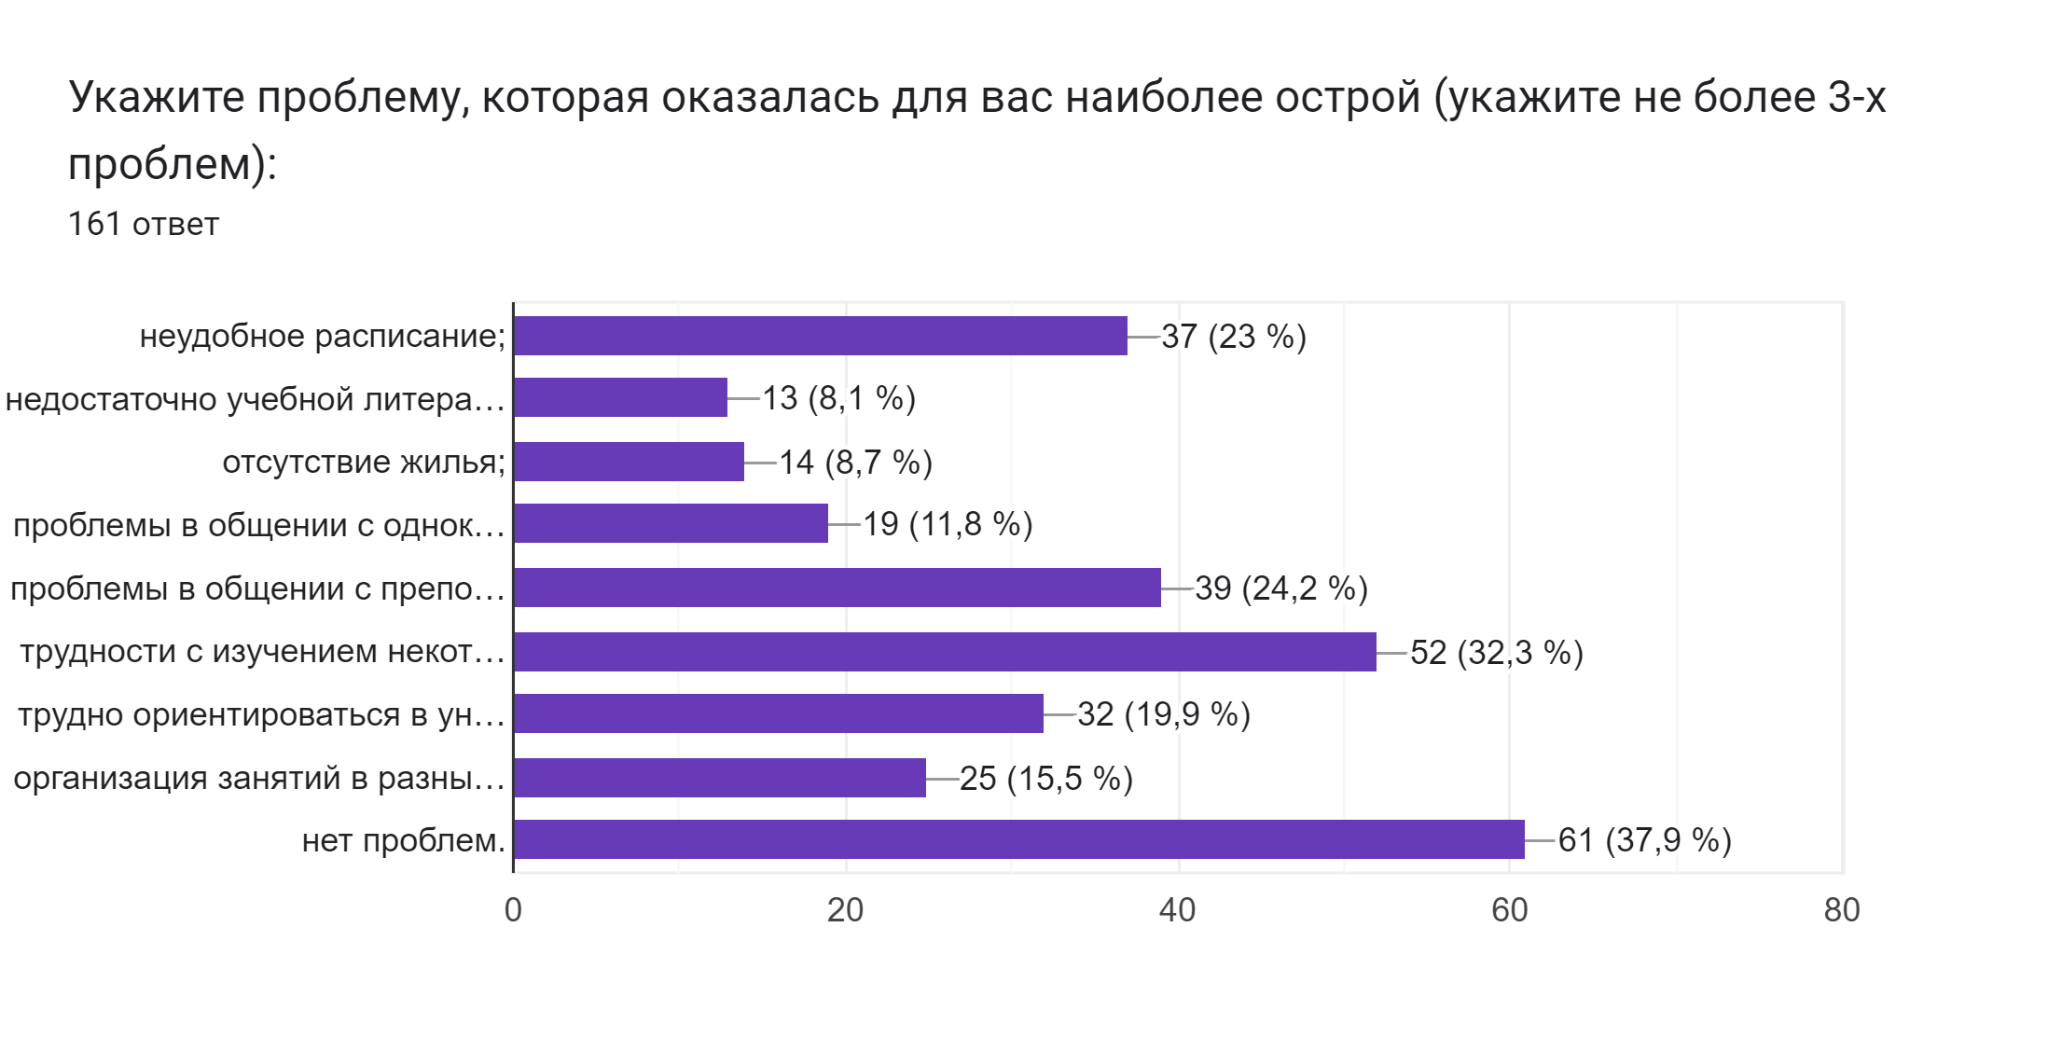 Укажите проблему, которая оказалась для вас наиболее острой (укажите не более 3-х
проблем):
161 ответ
неудобное расписание; 37 (23 %)
недостаточно учебной литера… 13 (8,1 %)
отсутствие жилья; 14 (8,7 %)
проблемы в общении с однок… 19 (11,8 %)
проблемы в общении с препо… 39 (24,2 %)
трудности с изучением некот… 52 (32,3 %)
трудно ориентироваться в ун… 32 (19,9 %)
организация занятий в разны… 25 (15,5 %)
нет проблем. 61 (37,9 %)
0 20 40 60 80